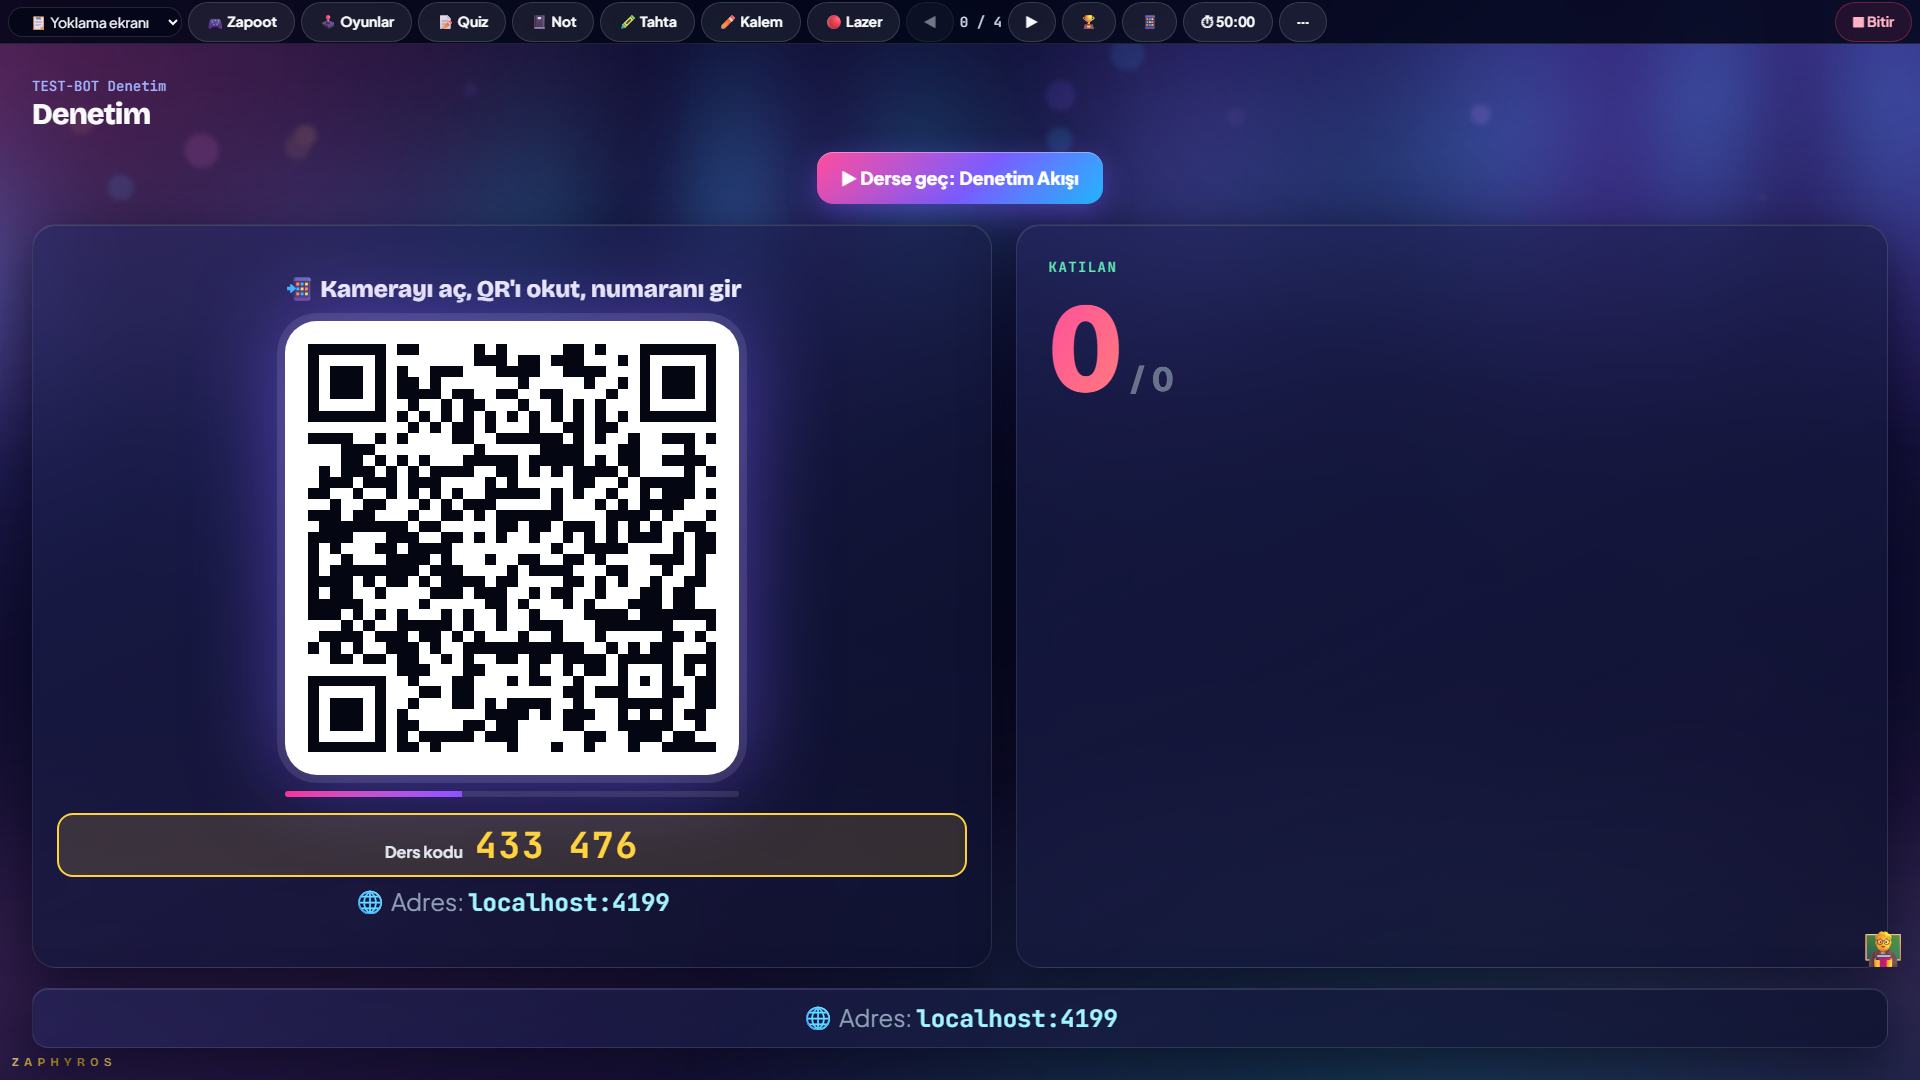 Yoklama ekranı Zapoot Oyunlar Quiz Not Tahta Kalem Lazer 0 / 4 50:00 --- Bitir
TEST-BOT Denetim
Denetim
Derse geç: Denetim Akışı
Kamerayı aç, QR'ı okut, numaranı gir
Ders kodu 433 476
Adres: localhost:4199
KATILAN
0 / 0
Adres: localhost:4199
ZAPHYROS